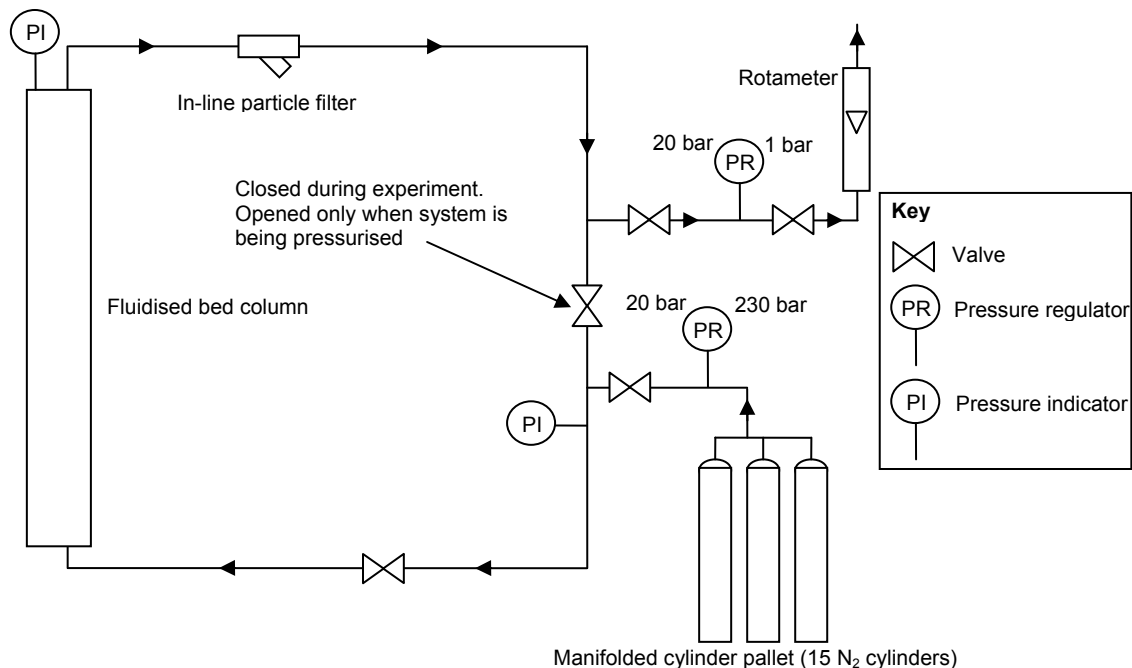 PI
In-line particle filter
Rotameter
20 bar
1 bar
PR
Closed during experiment.
Opened only when system is
being pressurised
Fluidised bed column
20 bar
230 bar
PR
PI
Key
Valve
PR
Pressure regulator
PI
Pressure indicator
Manifolded cylinder pallet (15 N₂ cylinders)